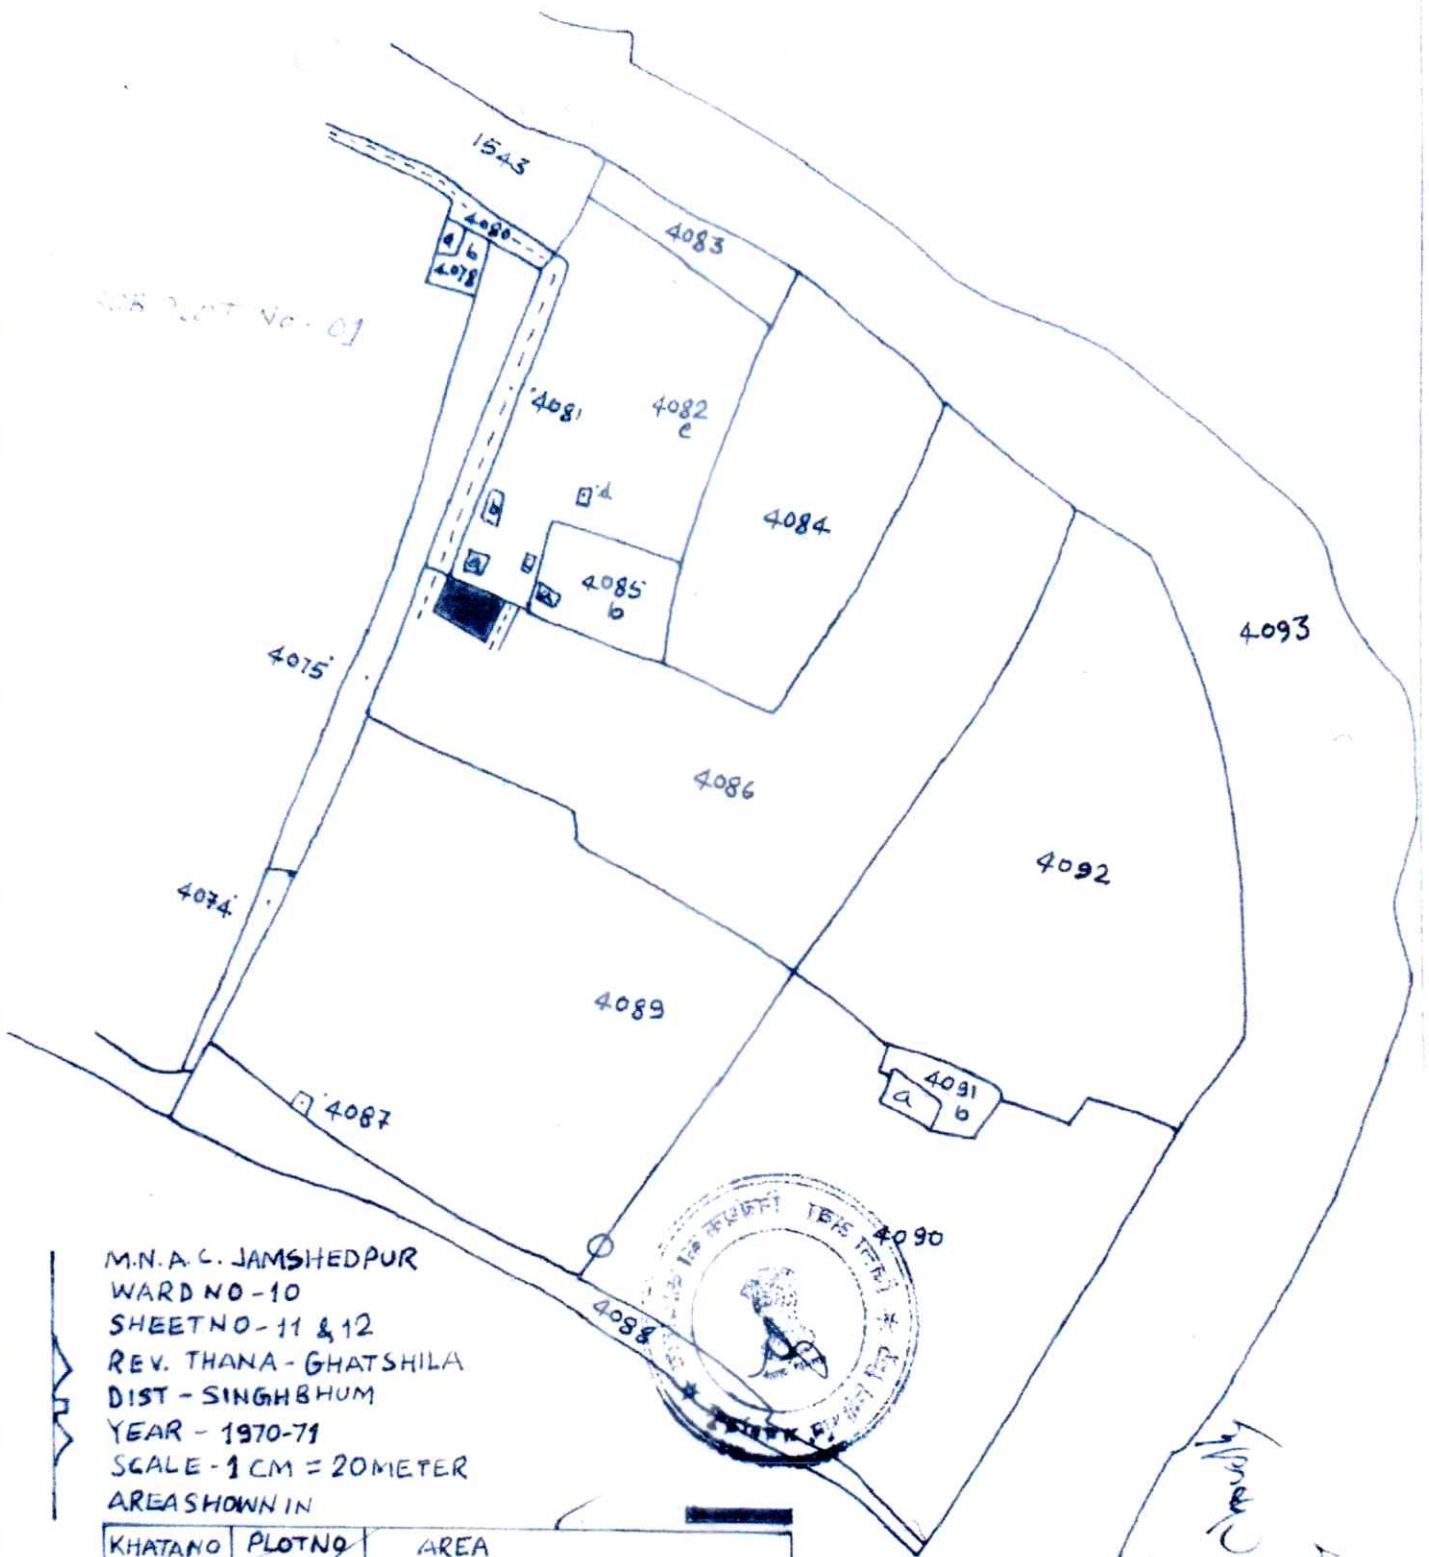 1543
4080
4083
a b
4078
PLOT No - 01
4081
4082
e
b
d
4084
a
c
4085
a
b
4093
4075
4086
4092
4074
4089
4091
a
b
4087
4090
4088
M.N.A.C. JAMSHEDPUR
WARD NO - 10
SHEET NO - 11 & 12
REV. THANA - GHATSHILA
DIST - SINGHBHUM
YEAR - 1970-71
SCALE - 1 CM = 20 METER
AREA SHOWN IN
KHATA NO PLOT NO AREA